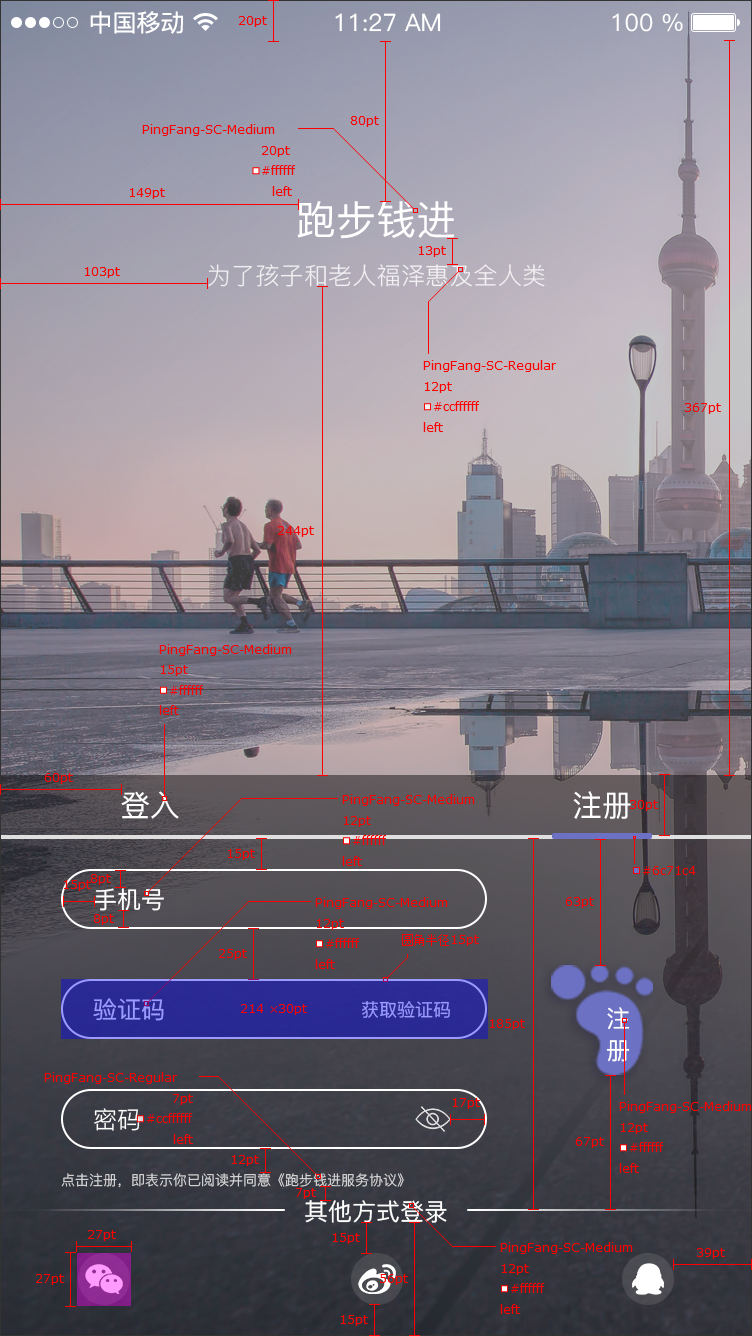 中国移动
20pt
11:27 AM
100 %
80pt
PingFang-SC-Medium
20pt
#ffffff
left
149pt
跑步钱进
13pt
103pt
为了孩子和老人福泽惠及全人类
PingFang-SC-Regular
12pt
#ccffffff
left
367pt
244pt
PingFang-SC-Medium
15pt
#ffffff
left
登入
注册
30pt
PingFang-SC-Medium
12pt
#ffffff
left
15pt
#6c71c4
手机号
8pt
PingFang-SC-Medium
#ffffff
left
63pt
25pt
验证码
214 ×30pt
获取验证码
注
册
PingFang-SC-Regular
7pt
#ccffffff
left
密码
17pt
PingFang-SC-Medium
12pt
#ffffff
left
67pt
12pt
点击注册，即表示你已阅读并同意《跑步钱进服务协议》
7pt
其他方式登录
15pt
27pt
27pt
PingFang-SC-Medium
12pt
#ffffff
left
39pt
15pt